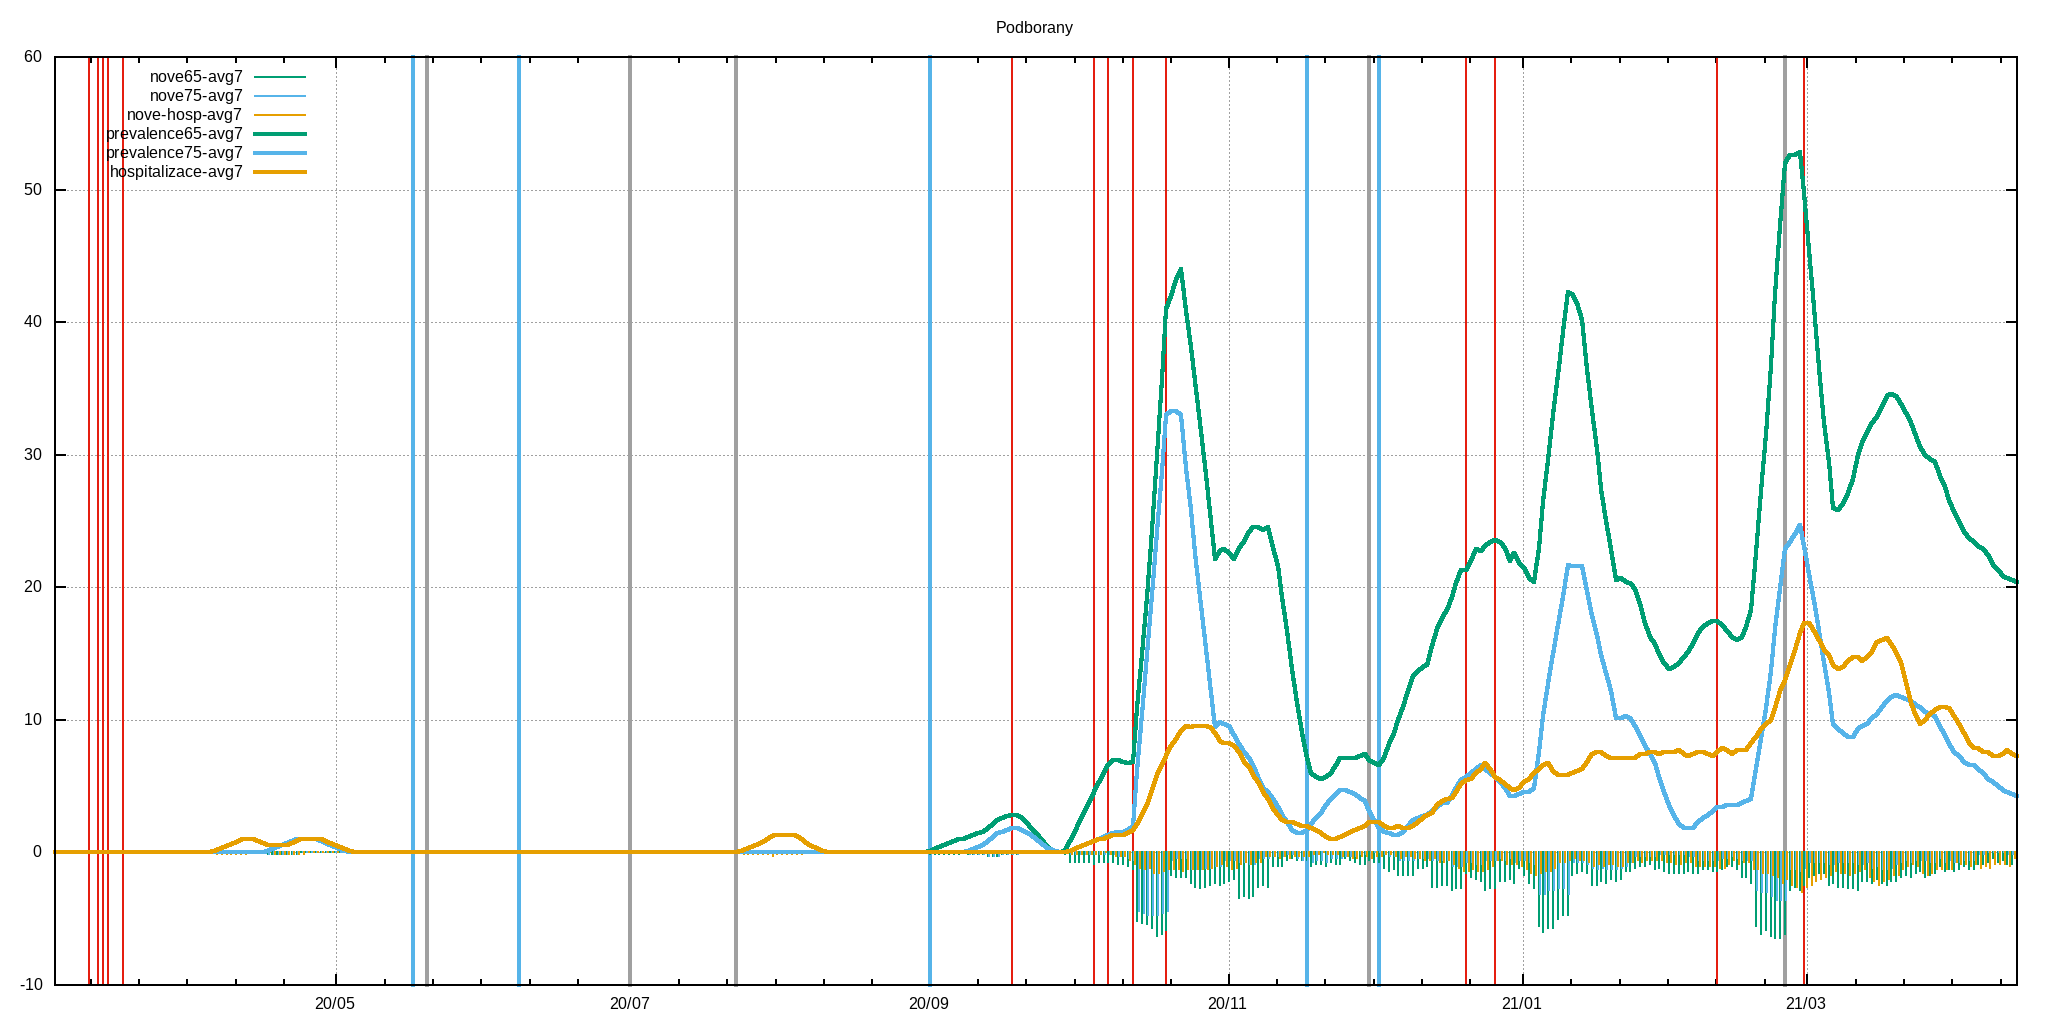 Podborany
60
nove65-avg7
nove75-avg7
nove-hosp-avg7
prevalence65-avg7
prevalence75-avg7
hospitalizace-avg7
50
40
30
20
10
0
-10
20/05 20/07 20/09 20/11 21/01 21/03